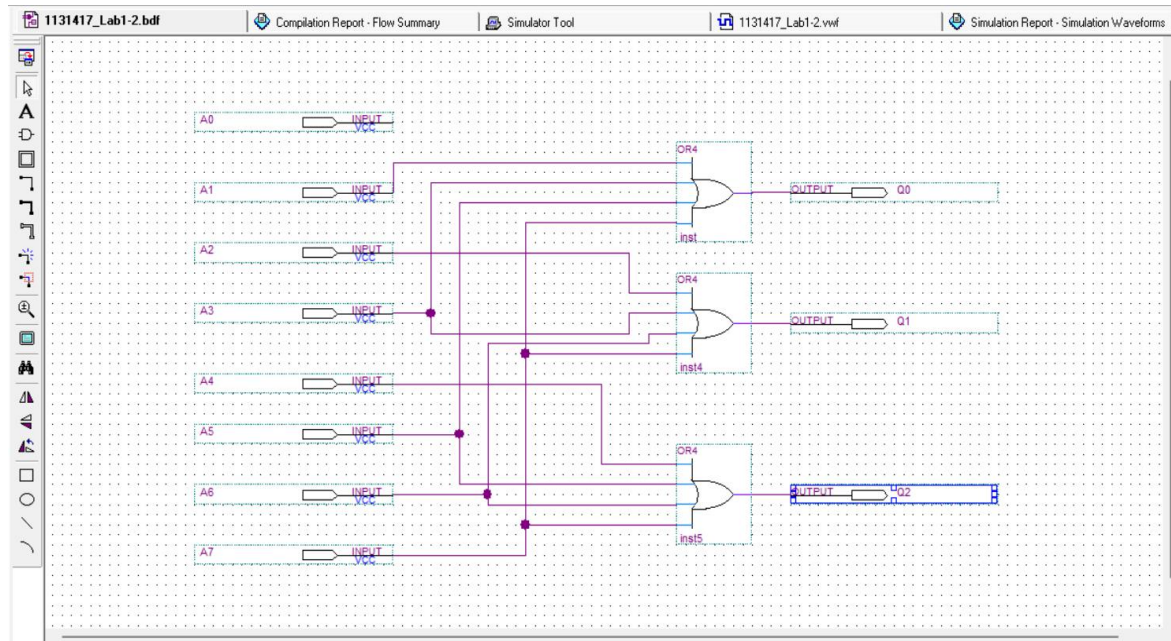 1131417_Lab1-2.bdf
Compilation Report - Flow Summary
Simulator Tool
1131417_Lab1-2.vwf
Simulation Report - Simulation Waveforms
A
A0 INPUT
VCC
OR4
A1 INPUT
VCC
OUTPUT Q0
inst
A2 INPUT
VCC
OR4
A3 INPUT
VCC
OUTPUT Q1
inst4
A4 INPUT
VCC
A5 INPUT
VCC
OR4
A6 INPUT
VCC
OUTPUT Q2
inst5
A7 INPUT
VCC